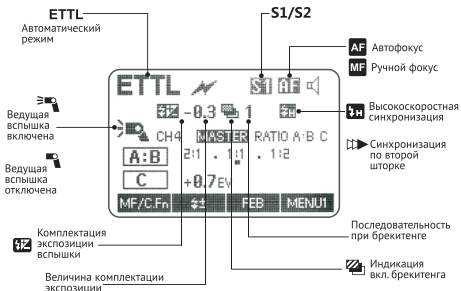 ETTL
Автоматический
режим
S1/S2
AF Автофокус
MF Ручной фокус
ETTL S1 AF
-0.3 1
H Высокоскоростная
синхронизация
Синхронизация
по второй
шторке
Ведущая
вспышка
включена
CH4 MASTER RATIO A:B C
A:B 2:1 . 1:1 . 1:2
C +0.7EV
MF/C.Fn FEB MENU1
Ведущая
вспышка
отключена
Комплектация
экспозиции
вспышки
Величина комплектации
экспозиции
Последовательность
при брекитенге
Индикация
вкл. брекитенга